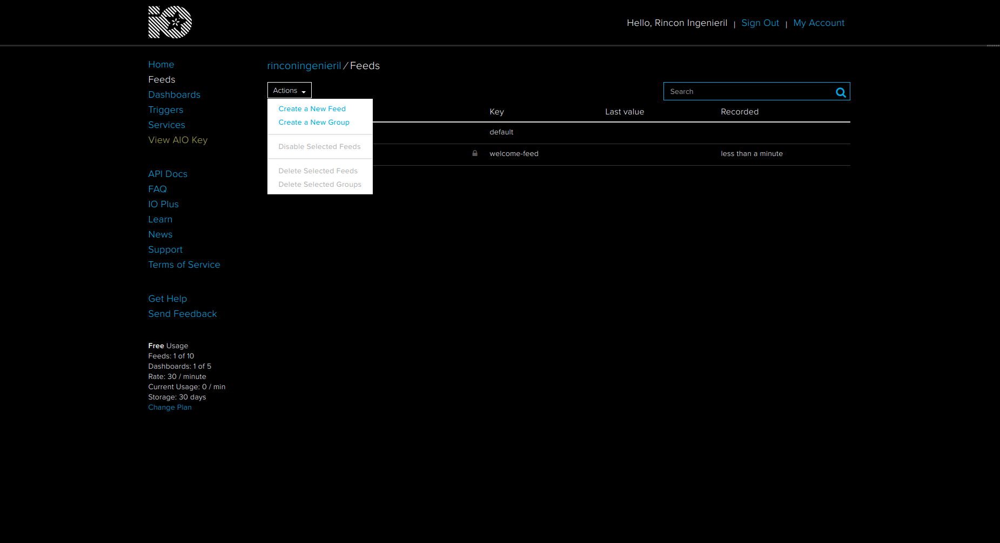 iO
Hello, Rincon Ingenieril | Sign Out | My Account
Home
Feeds
Dashboards
Triggers
Services
View AIO Key
API Docs
FAQ
IO Plus
Learn
News
Support
Terms of Service
Get Help
Send Feedback
Free Usage
Feeds: 1 of 10
Dashboards: 1 of 5
Rate: 30 / minute
Current Usage: 0 / min
Storage: 30 days
Change Plan
rinconingenieril / Feeds
Actions
Search
Create a New Feed
Create a New Group
Disable Selected Feeds
Delete Selected Feeds
Delete Selected Groups
Key Last value Recorded
default
welcome-feed less than a minute